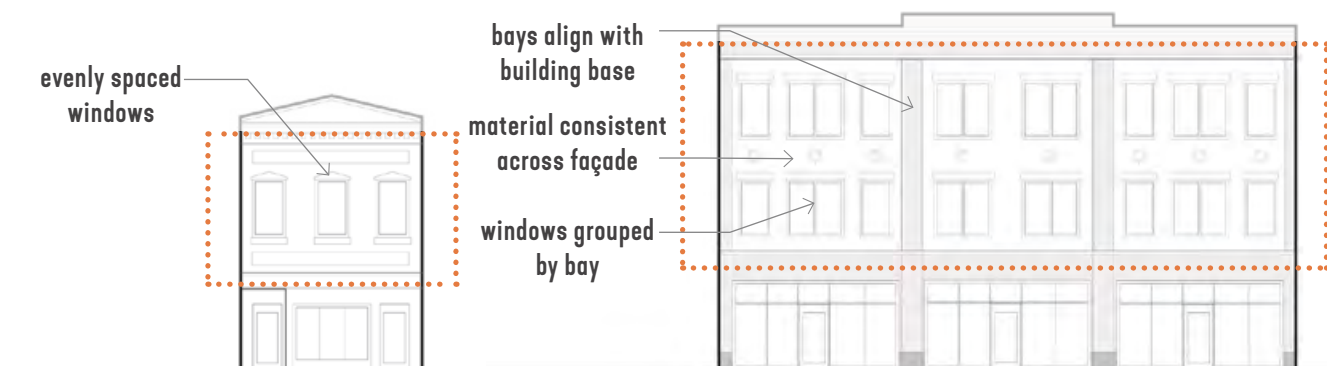 evenly spaced
windows
bays align with
building base
material consistent
across façade
windows grouped
by bay